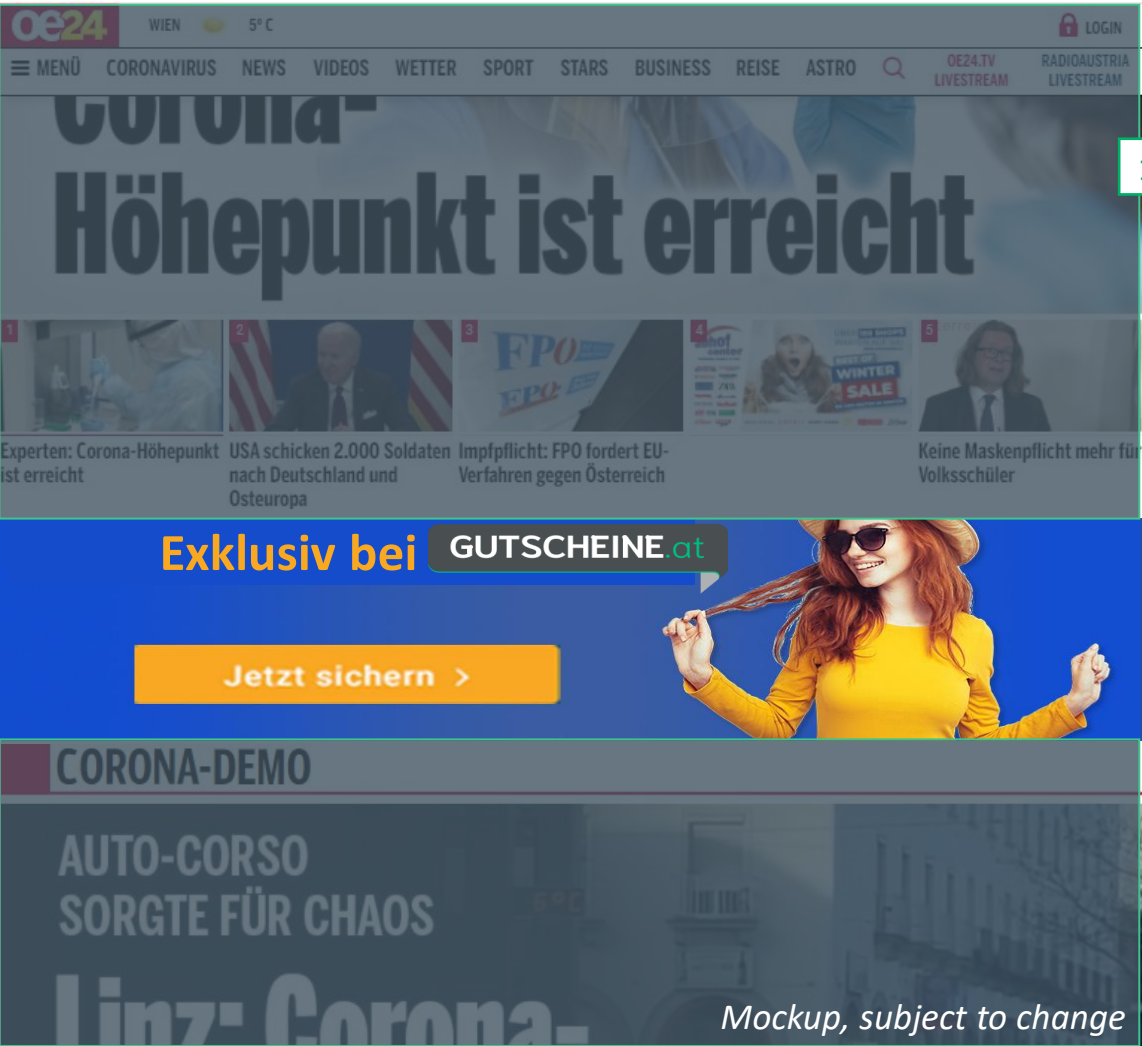 oe24 WIEN 5° C LOGIN
MENÜ CORONAVIRUS NEWS VIDEOS WETTER SPORT STARS BUSINESS REISE ASTRO OE24.TV RADIOAUSTRIA
LIVESTREAM LIVESTREAM
Corona-
Höhepunkt ist erreicht
1 2 3 4 5
FPÖ
FPÖ
WINTER
SALE
Experten: Corona-Höhepunkt
ist erreicht
USA schicken 2.000 Soldaten
nach Deutschland und
Osteuropa
Impfpflicht: FPÖ fordert EU-
Verfahren gegen Österreich
Keine Maskenpflicht mehr für
Volksschüler
Exklusiv bei GUTSCHEINE.at
Jetzt sichern >
CORONA-DEMO
AUTO-CORSO
SORGTE FÜR CHAOS
Linz: Corona-
Mockup, subject to change